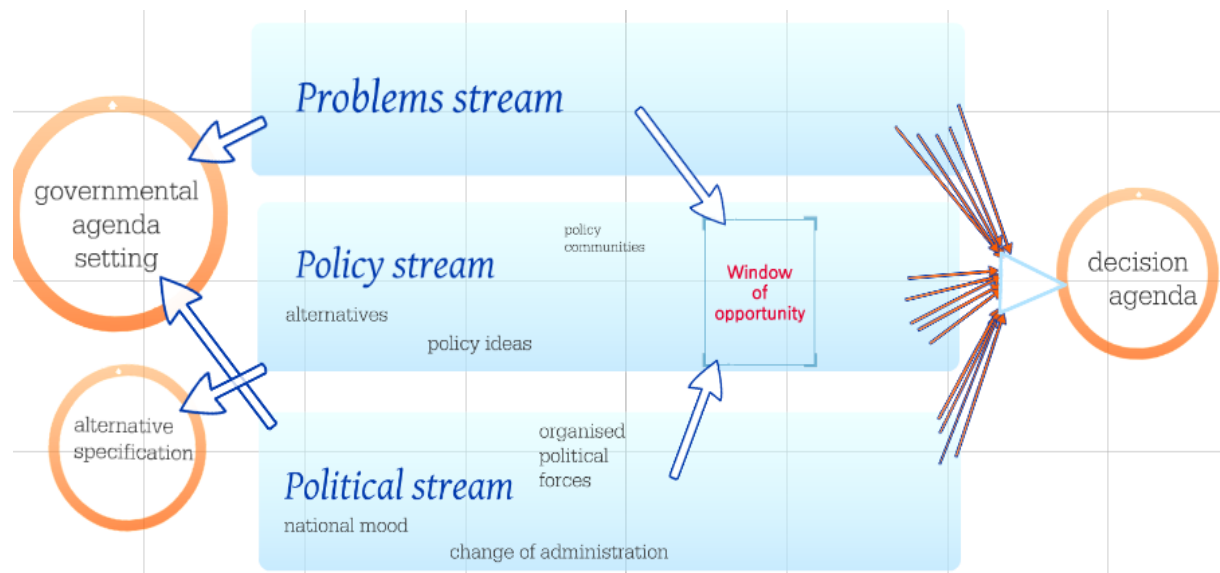 Problems stream
governmental
agenda
setting
policy
communities
Policy stream
alternatives
policy ideas
Window
of
opportunity
decision
agenda
alternative
specification
organised
political
forces
Political stream
national mood
change of administration